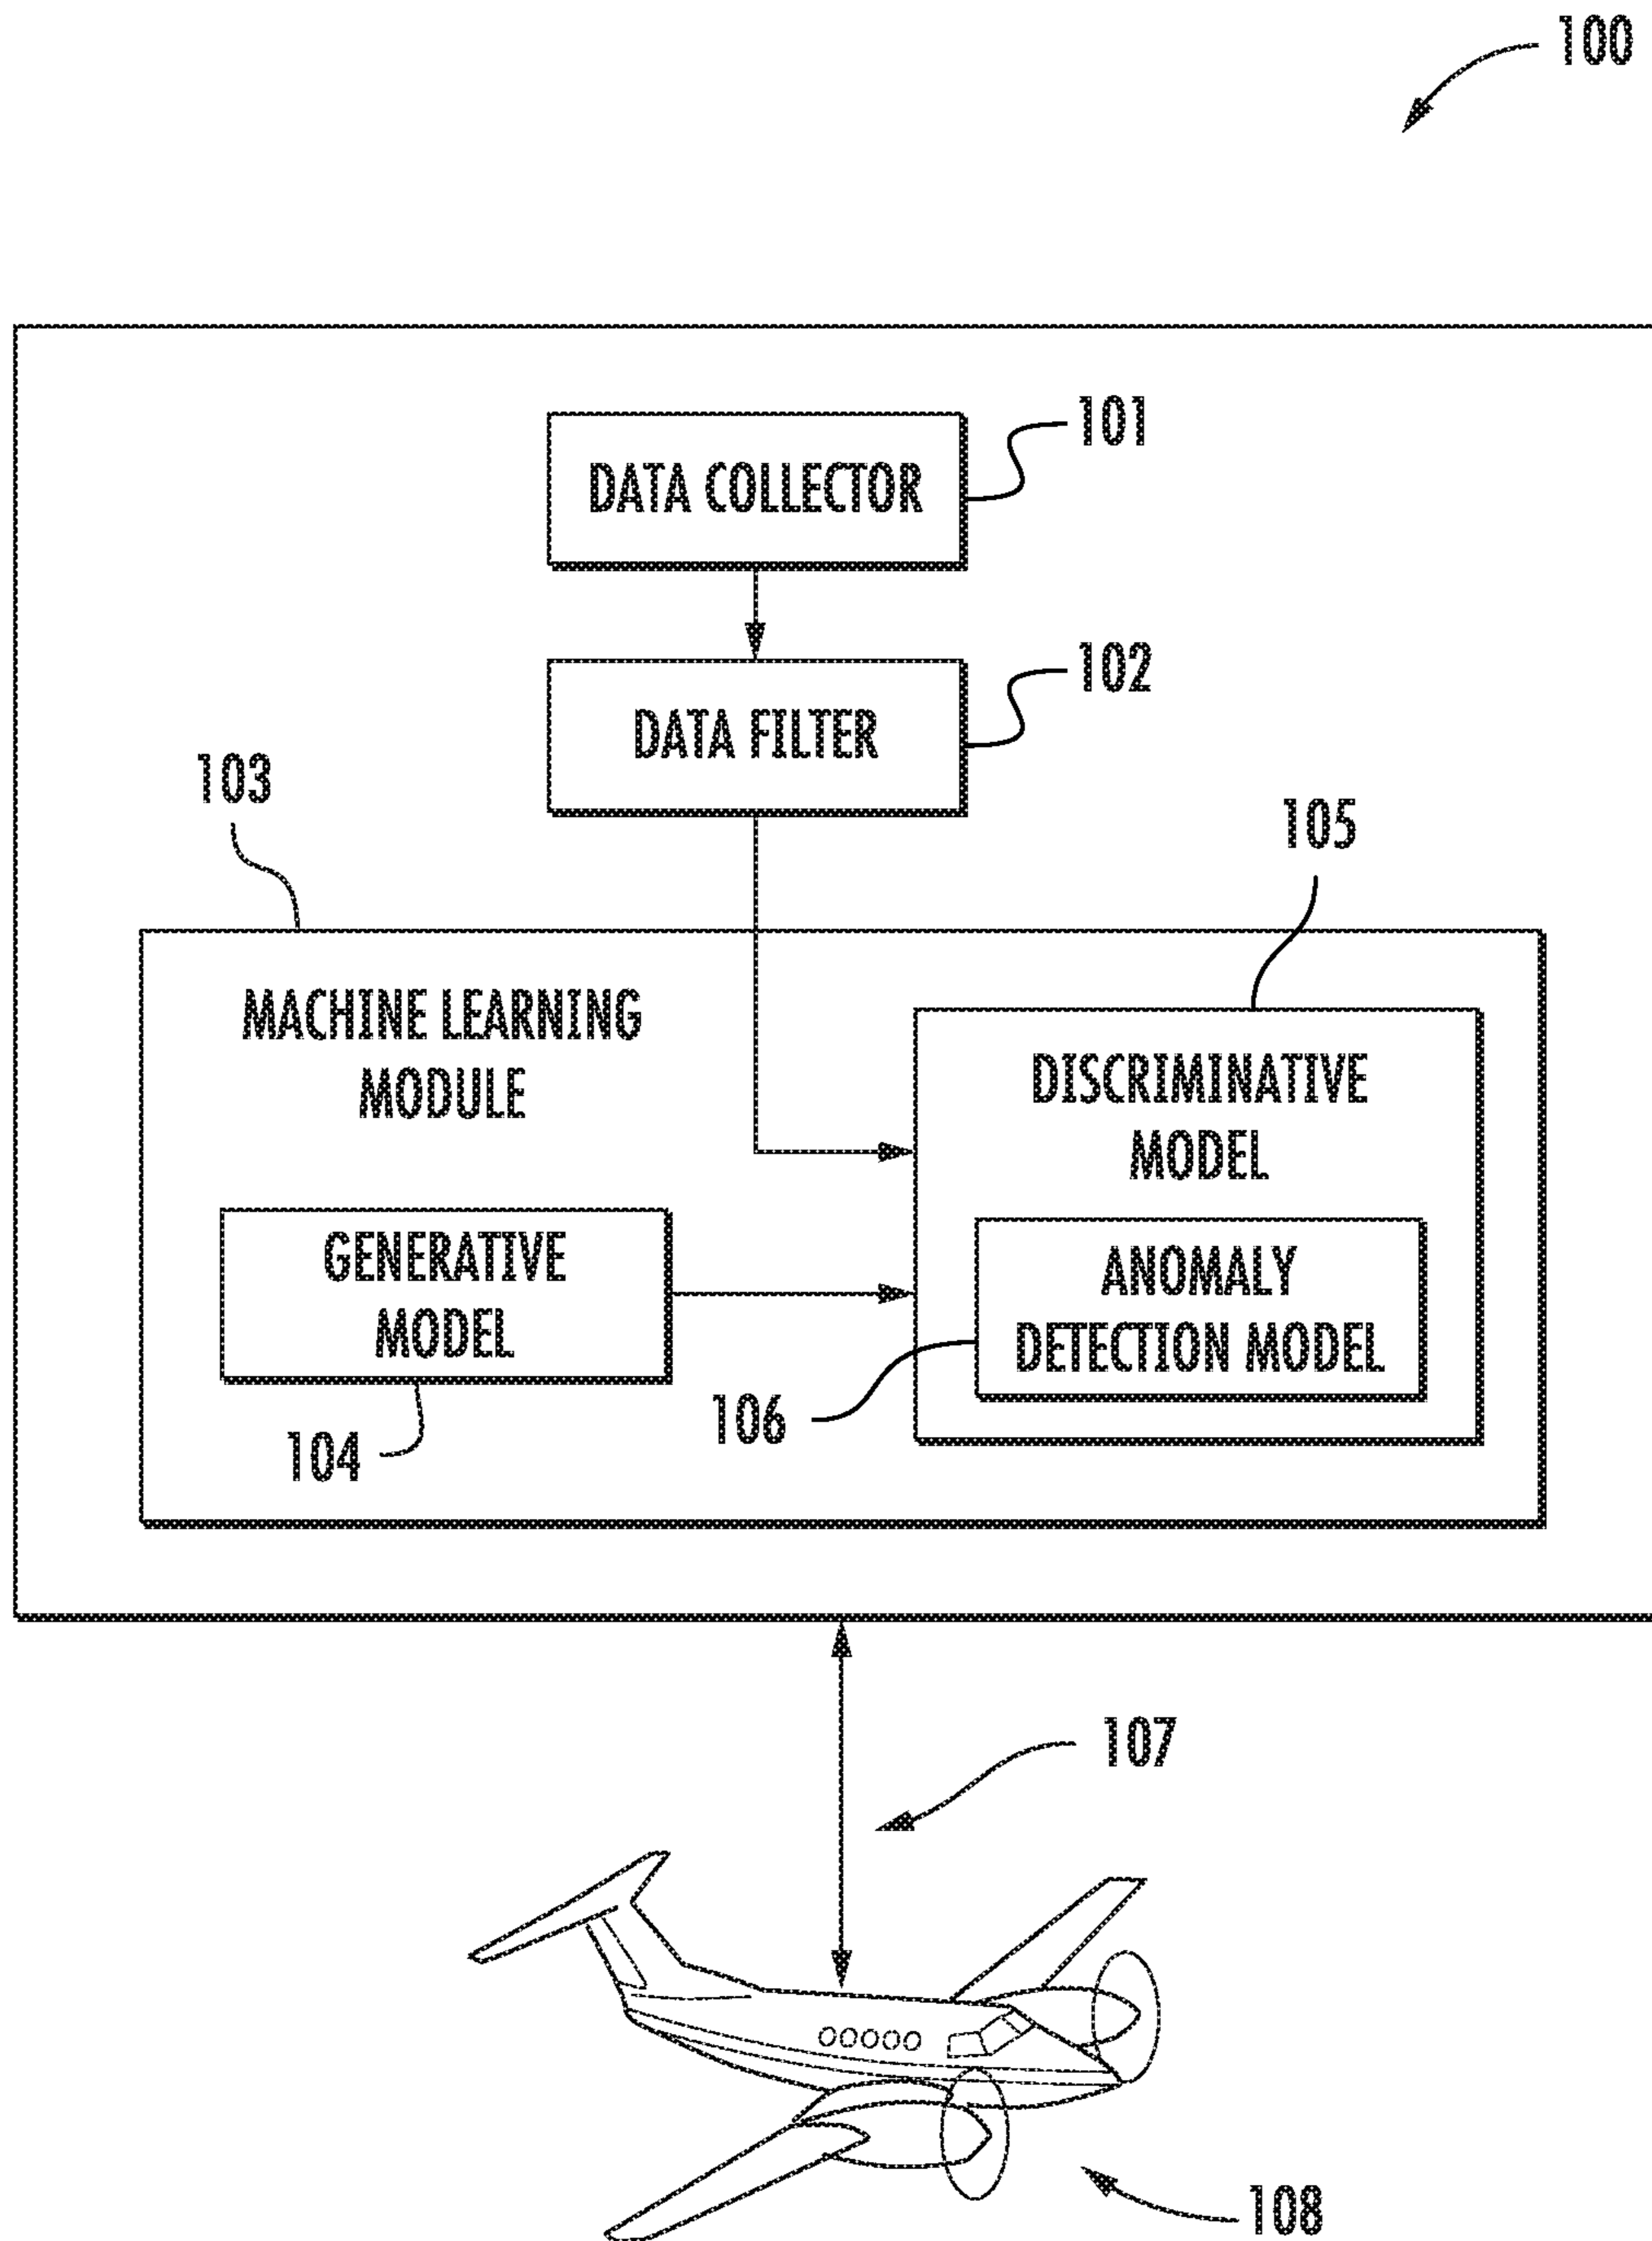 100
101
DATA COLLECTOR
102
DATA FILTER
103
105
MACHINE LEARNING
MODULE
DISCRIMINATIVE
MODEL
GENERATIVE
MODEL
ANOMALY
DETECTION MODEL
106
104
107
108